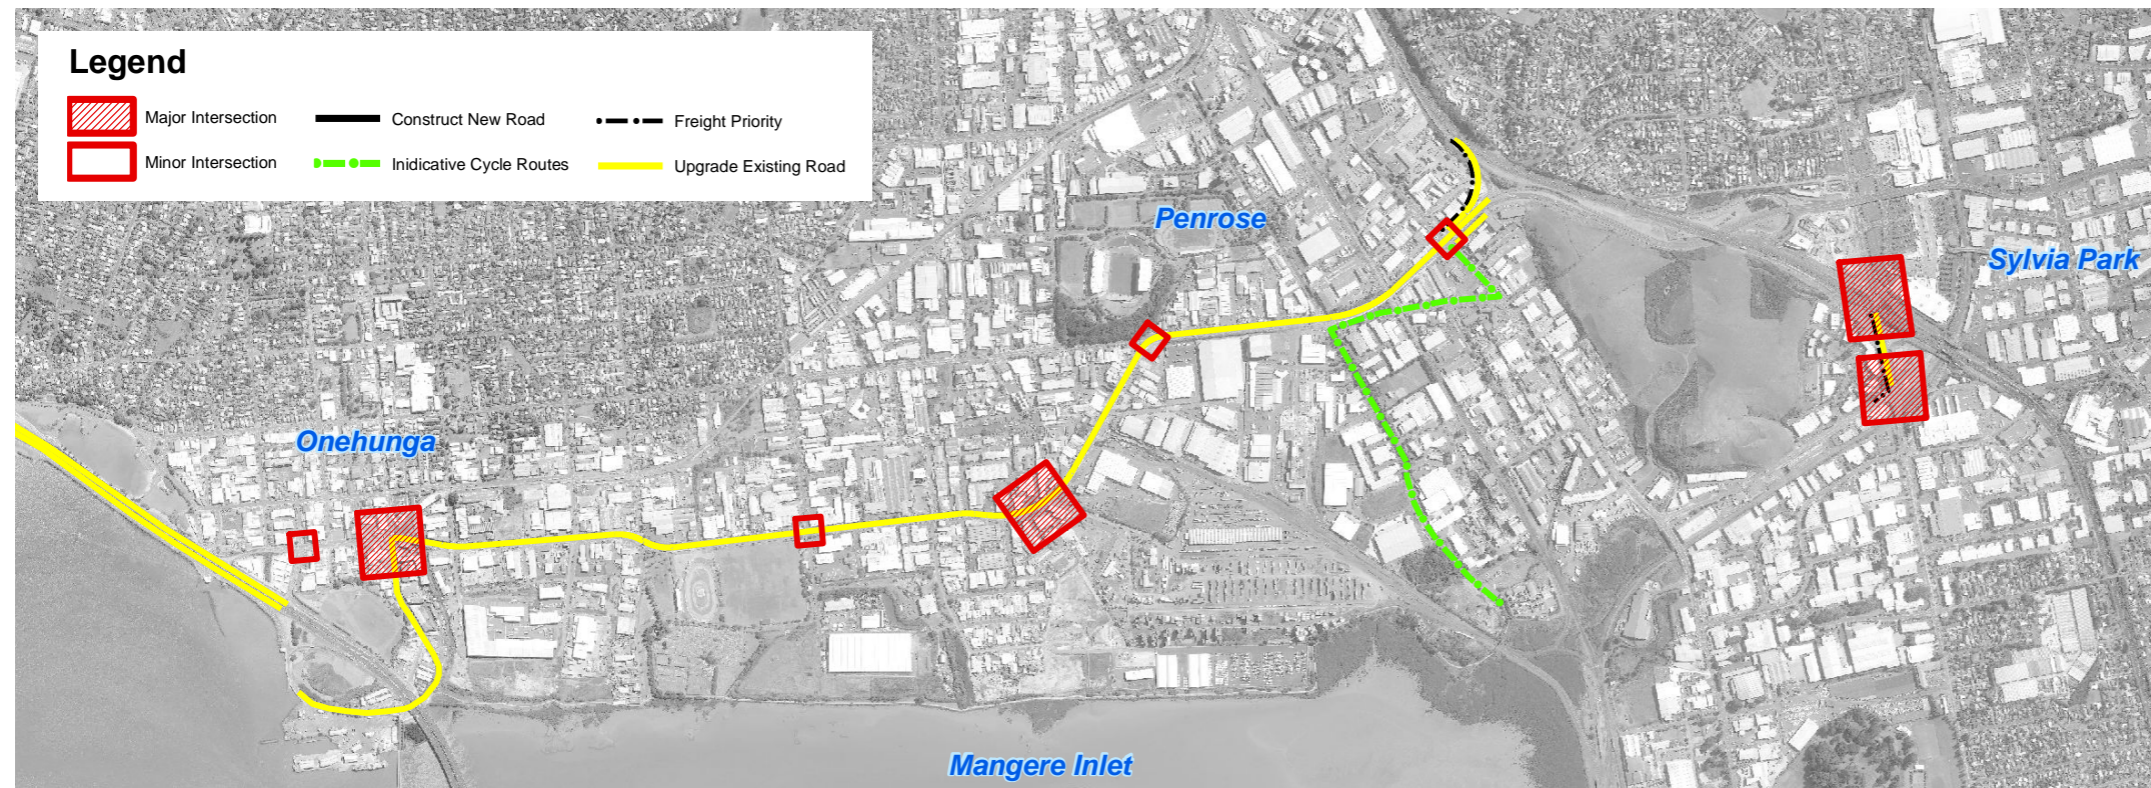 Legend
Major Intersection
Construct New Road
Freight Priority
Minor Intersection
Inidicative Cycle Routes
Upgrade Existing Road
Penrose
Sylvia Park
Onehunga
Mangere Inlet